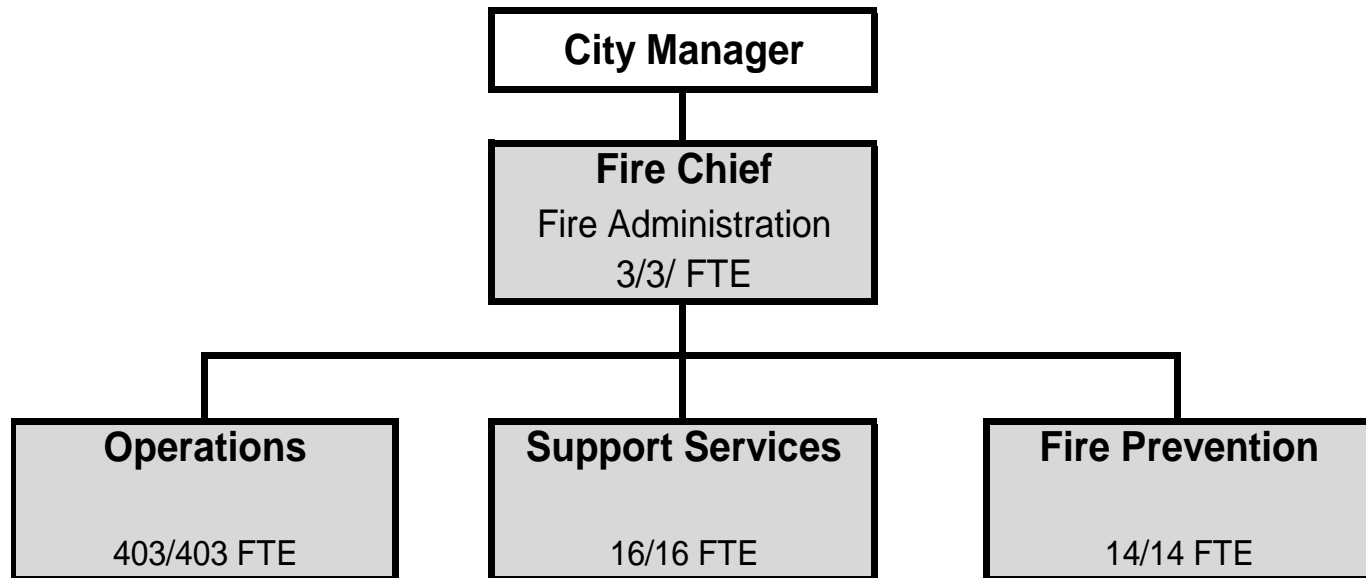 City Manager
Fire Chief
Fire Administration
3/3/ FTE
Operations
403/403 FTE
Support Services
16/16 FTE
Fire Prevention
14/14 FTE